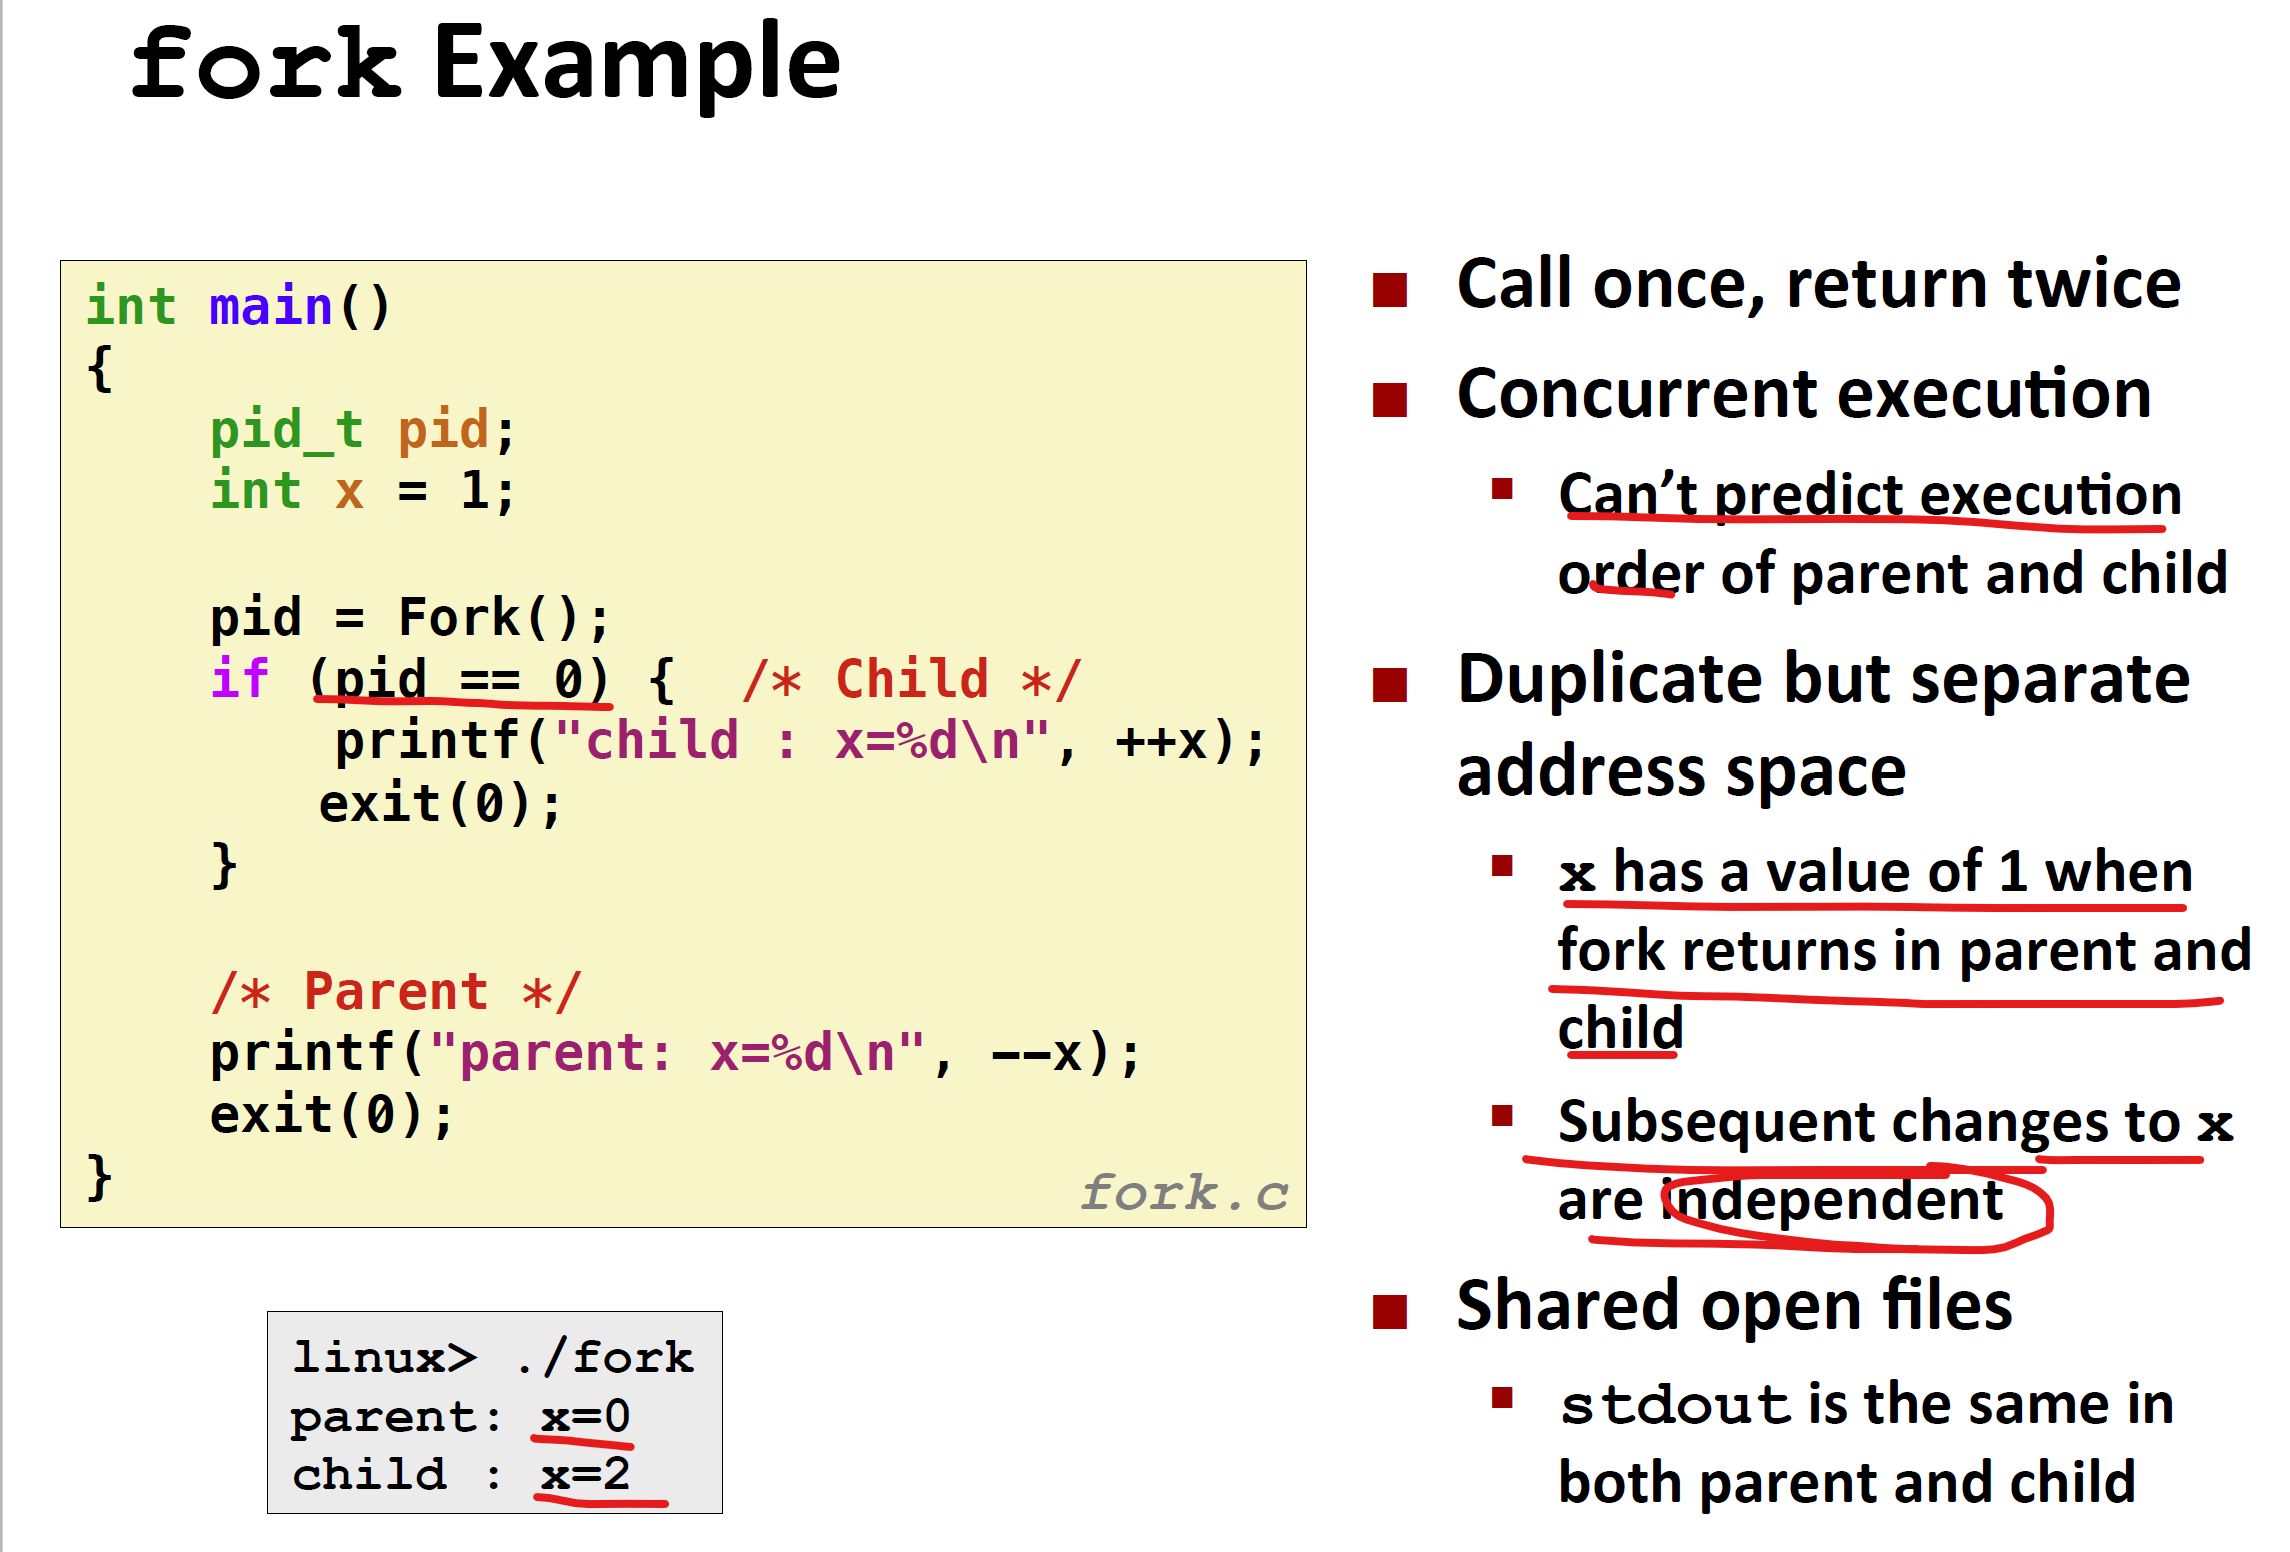 fork Example
int main()
{
    pid_t pid;
    int x = 1;
    pid = Fork();
    if (pid == 0) {  /* Child */
        printf("child : x=%d\n", ++x);
       exit(0);
    }
    /* Parent */
    printf("parent: x=%d\n", --x);
    exit(0);
}
fork.c
linux> ./fork
parent: x=0
child : x=2
■ Call once, return twice
■ Concurrent execution
▪ Can't predict execution
order of parent and child
■ Duplicate but separate
address space
▪ x has a value of 1 when
fork returns in parent and
child
▪ Subsequent changes to x
are independent
■ Shared open files
▪ stdout is the same in
both parent and child